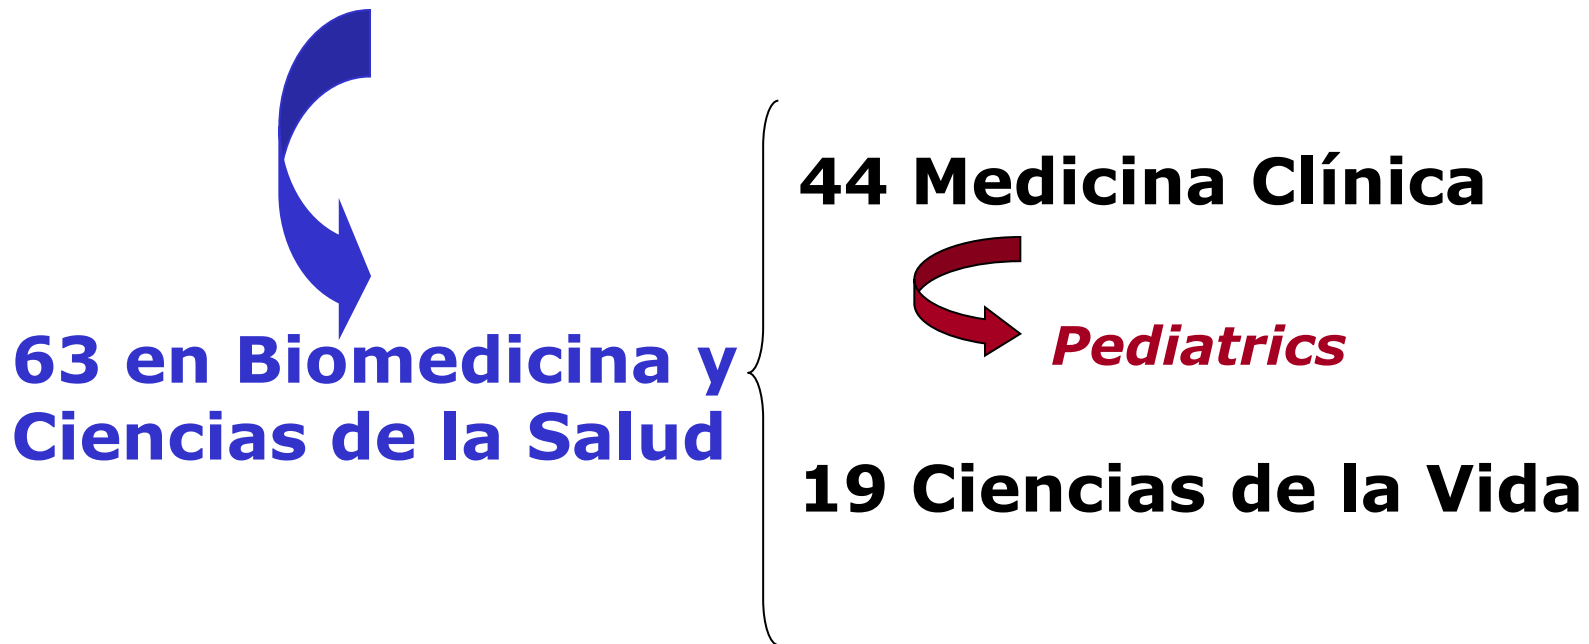 63 en Biomedicina y
Ciencias de la Salud
44 Medicina Clínica
Pediatrics
19 Ciencias de la Vida